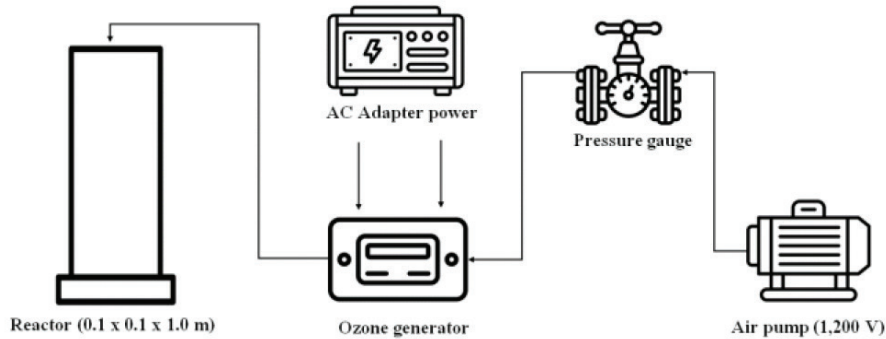 AC Adapter power
Pressure gauge
Reactor (0.1 x 0.1 x 1.0 m)
Ozone generator
Air pump (1,200 V)